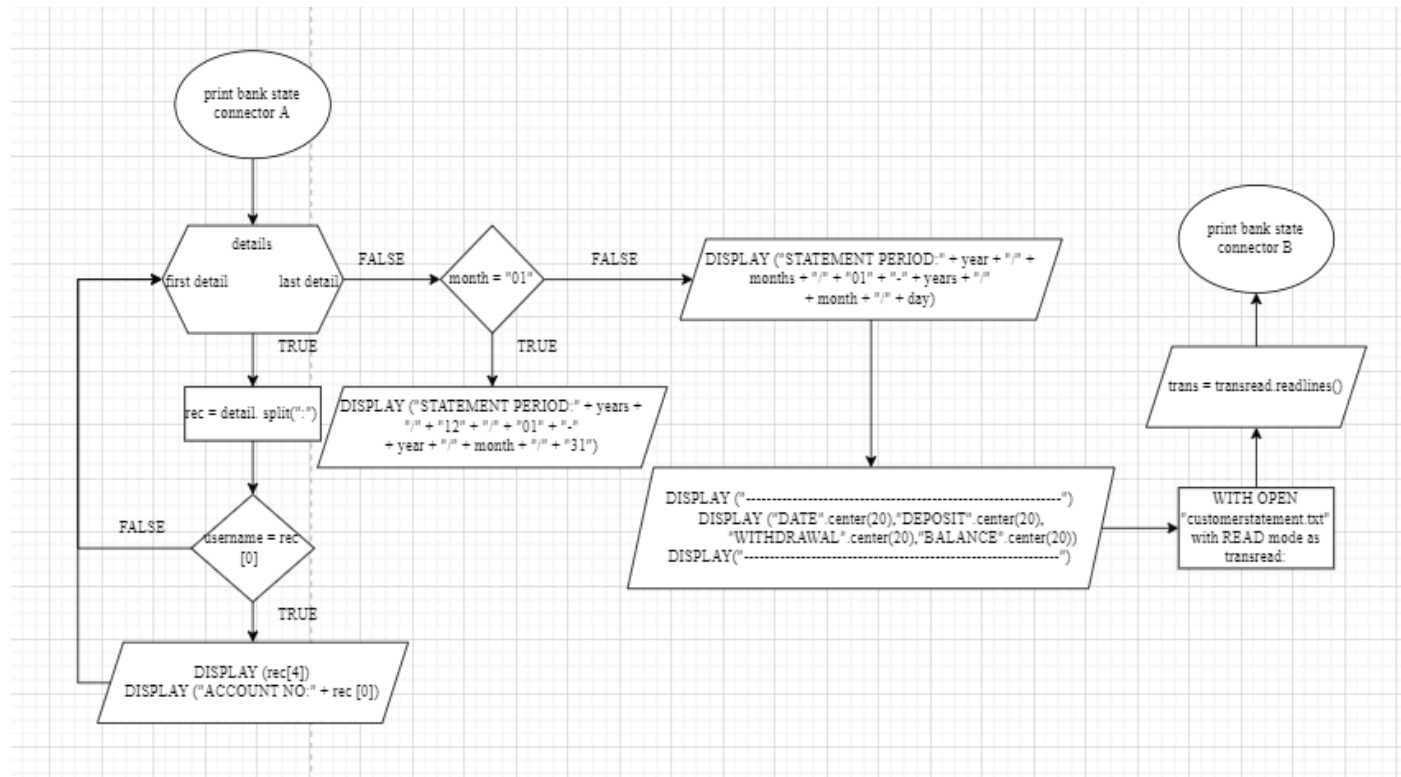 print bank state
connector A
details
first detail
last detail
FALSE
month = "01"
FALSE
DISPLAY ("STATEMENT PERIOD:" + year + "/" +
months + "/" + "01" + "-" + years + "/"
+ month + "/" + day)
print bank state
connector B
TRUE
TRUE
trans = transread.readlines()
rec = detail. split(":")
DISPLAY ("STATEMENT PERIOD:" + years +
"/" + "12" + "/" + "01" + "-"
+ year + "/" + month + "/" + "31")
DISPLAY ("-------------------------------------------------------------")
DISPLAY ("DATE".center(20),"DEPOSIT".center(20),
"WITHDRAWAL".center(20),"BALANCE".center(20))
DISPLAY("-------------------------------------------------------------")
WITH OPEN
"customerstatement.txt"
with READ mode as
transread:
FALSE
username = rec
[0]
TRUE
DISPLAY (rec[4])
DISPLAY ("ACCOUNT NO:" + rec [0])